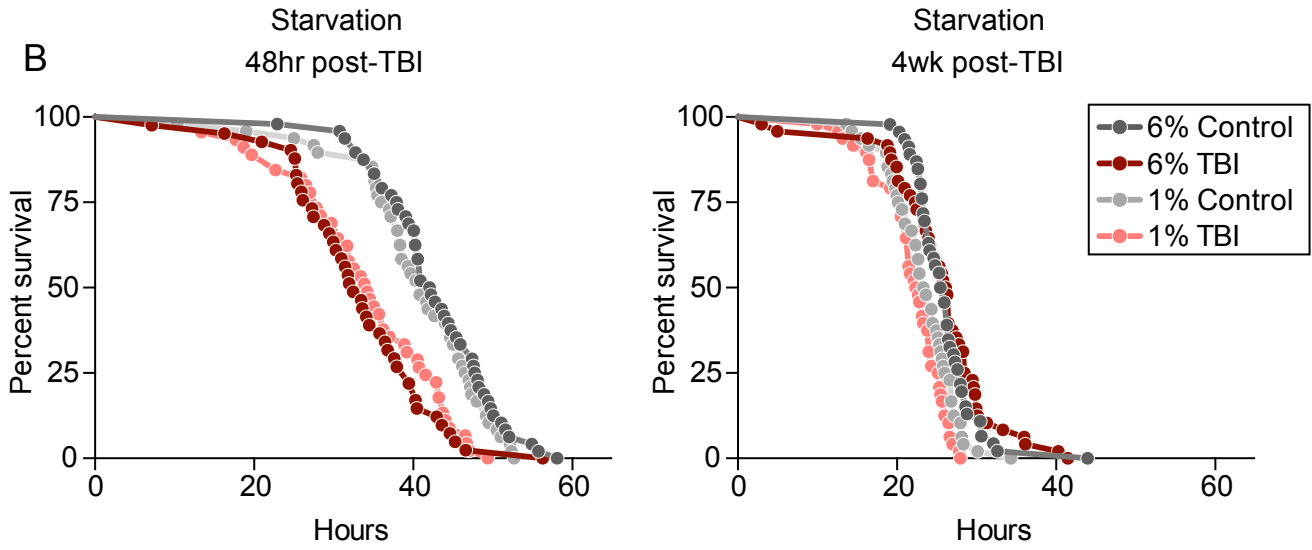 B
Starvation
48hr post-TBI
Percent survival
100
75
50
25
0
0 20 40 60
Hours
Starvation
4wk post-TBI
Percent survival
100
75
50
25
0
0 20 40 60
Hours
6% Control
6% TBI
1% Control
1% TBI